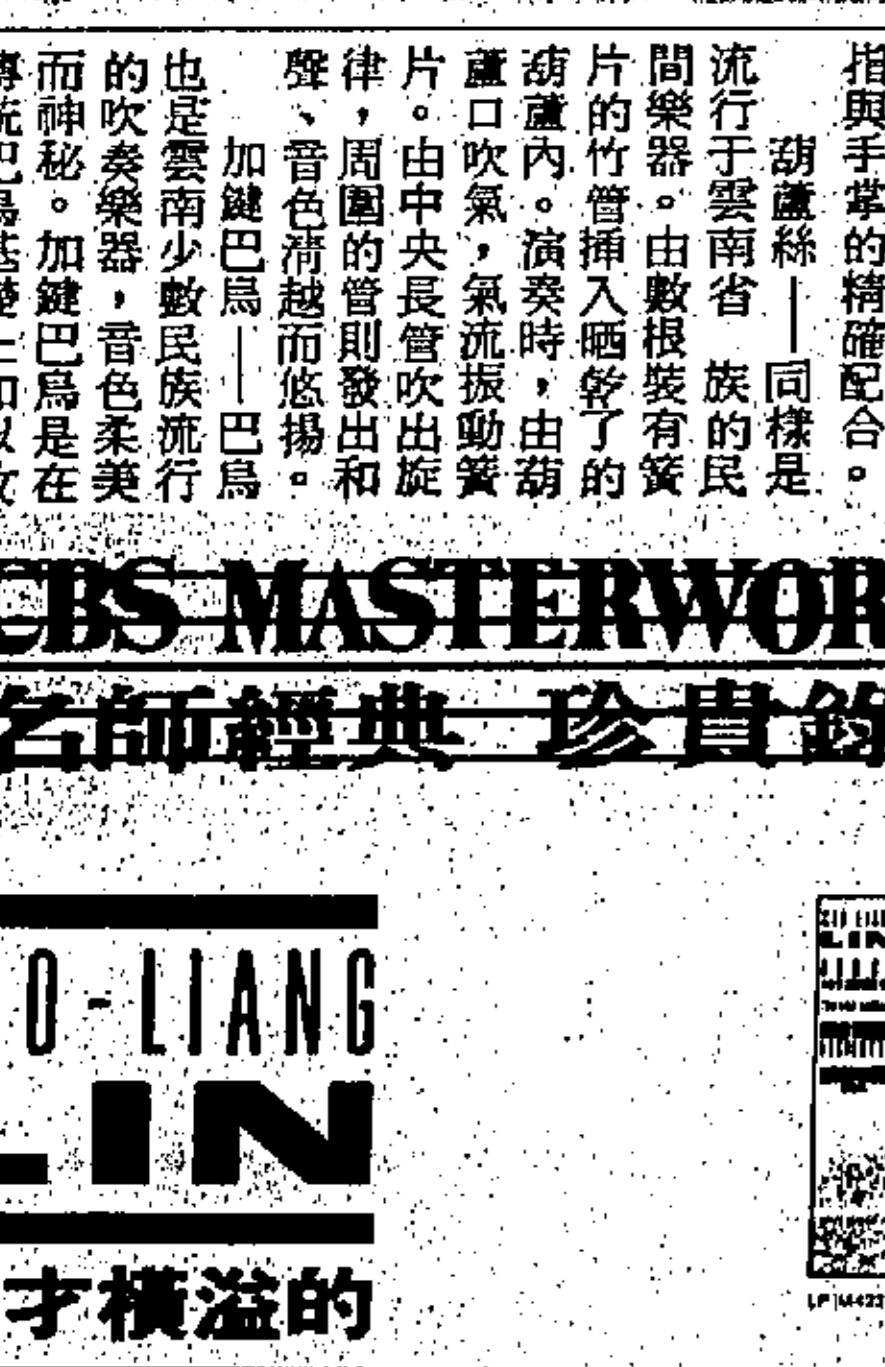 指與手掌的精確配合。
葫蘆絲——同樣是
流行于雲南省 族的民
間樂器。由數根裝有簧
片的竹管插入晒乾了的
葫蘆內。演奏時，由葫
蘆口吹氣，氣流振動簧
片。由中央長管吹出旋
律，周圍的管則發出和
聲、音色清越而悠揚。
加鍵巴烏——巴烏
也是雲南少數民族流行
的吹奏樂器，音色柔美
而神秘。加鍵巴烏是在
CBS MASTERWOR
名師經典 珍貴錄
O-LIANG
LIN
才橫溢的
LIN